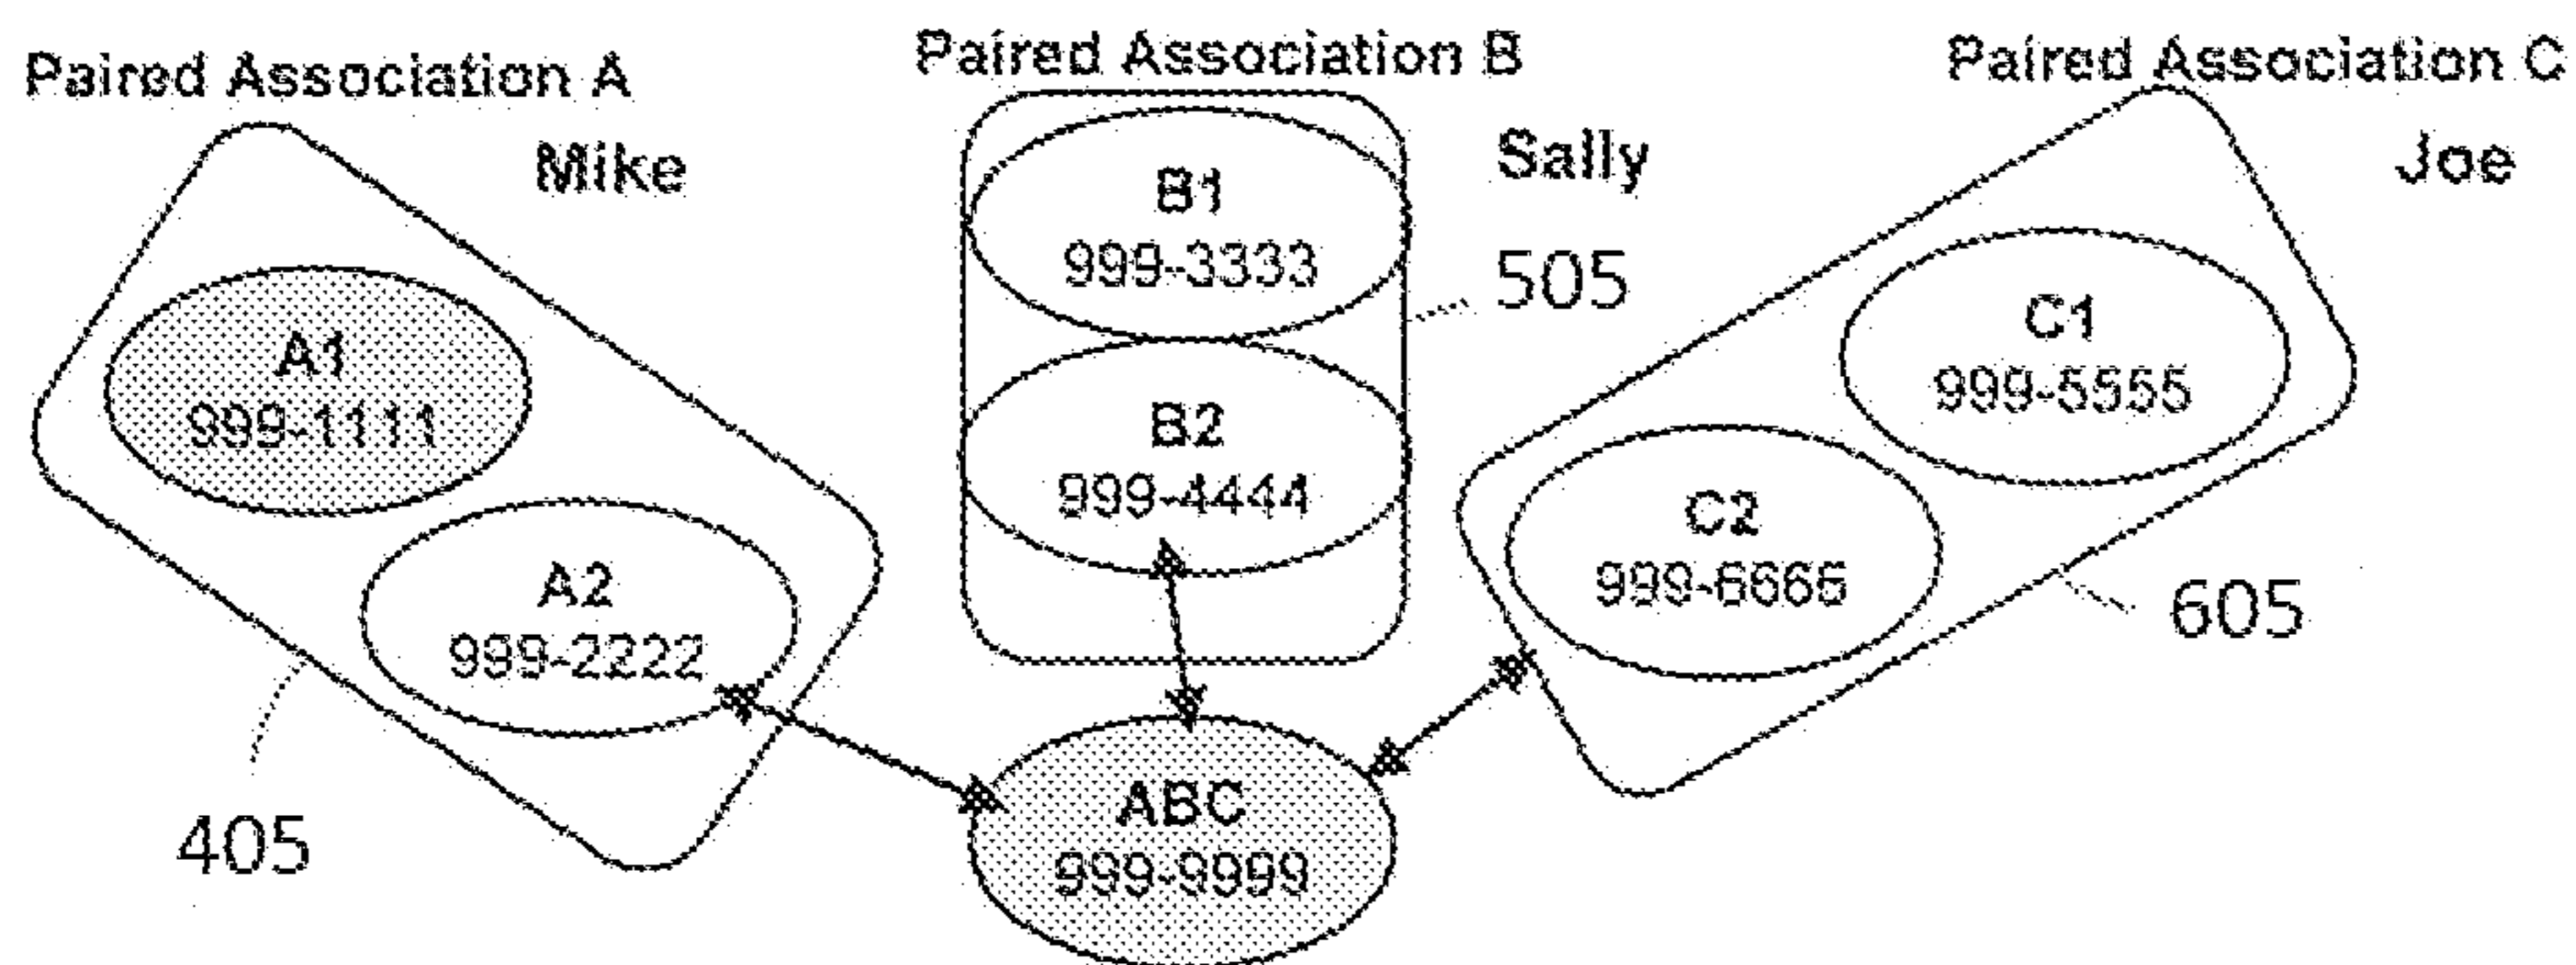 Paired Association A
Mike
A1
999-1111
A2
999-2222
405
Paired Association B
Sally
B1
999-3333
B2
999-4444
505
Paired Association C
Joe
C1
999-5555
C2
999-6666
605
ABC
999-9999